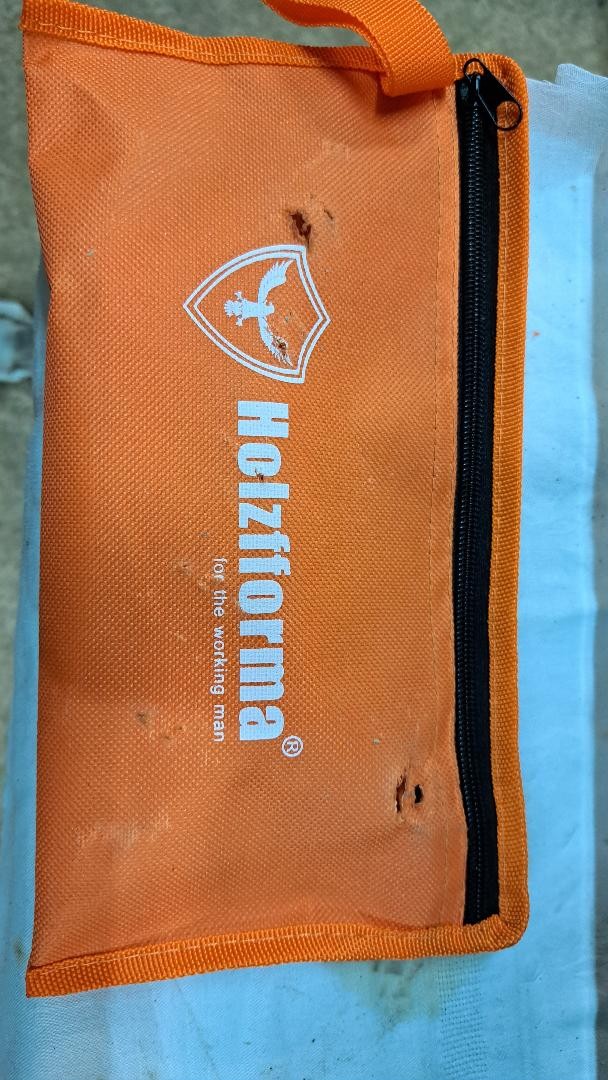 Holzfforma®
for the working man